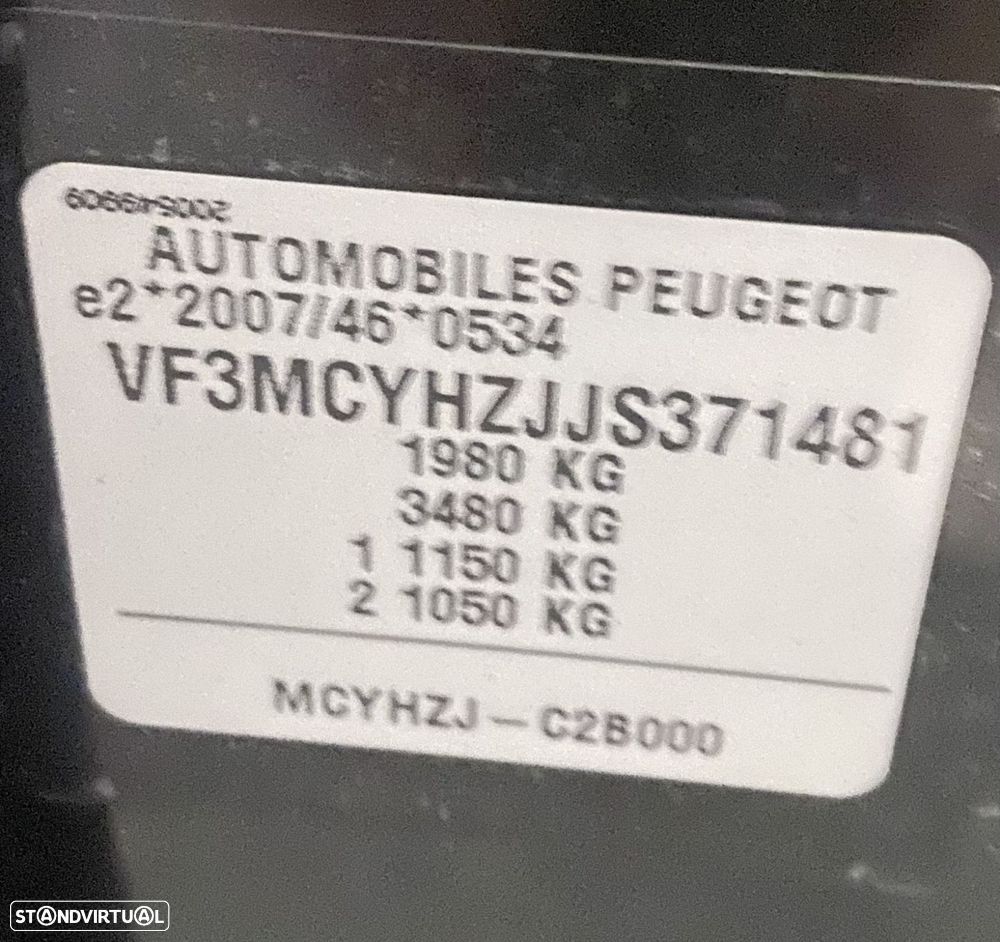 AUTOMOBILES PEUGEOT
e2*2007/46*0534
VF3MCYHZJJS371481
1980 KG
3480 KG
1 1150 KG
2 1050 KG
MCYHZJ – C2B000
STANDVIRTUAL